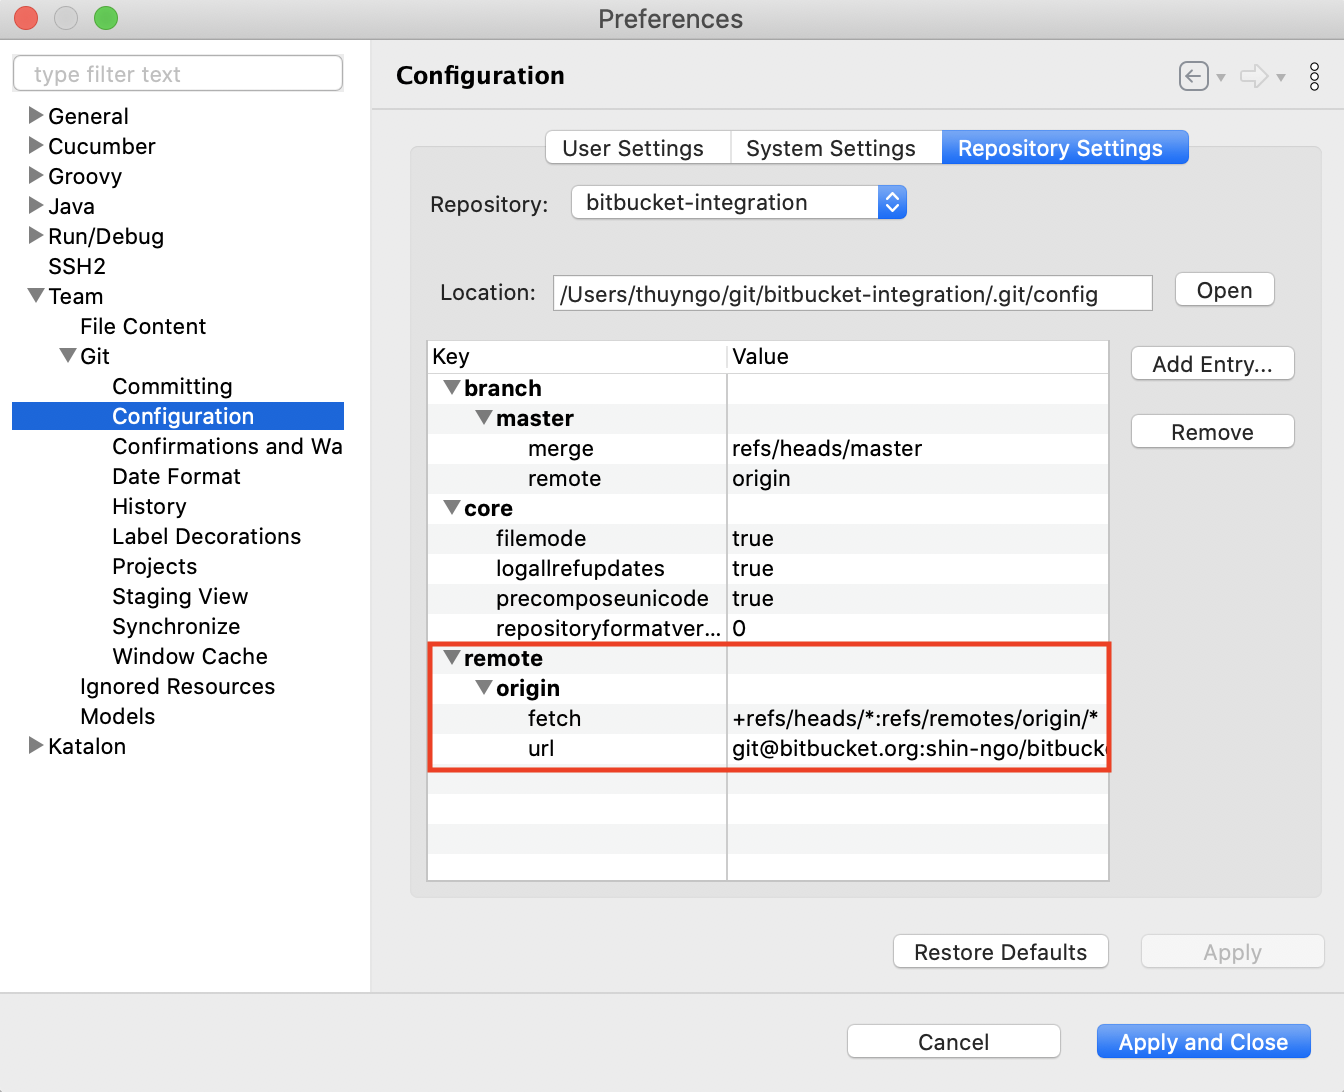 Preferences
type filter text
General
Cucumber
Groovy
Java
Run/Debug
SSH2
Team
File Content
Git
Committing
Configuration
Confirmations and Wa
Date Format
History
Label Decorations
Projects
Staging View
Synchronize
Window Cache
Ignored Resources
Models
Katalon
Configuration
User Settings System Settings Repository Settings
Repository: bitbucket-integration
Location: /Users/thuyngo/git/bitbucket-integration/.git/config Open
Key Value
branch
master
merge refs/heads/master
remote origin
core
filemode true
logallrefupdates true
precomposeunicode true
repositoryformatver... 0
remote
origin
fetch +refs/heads/*:refs/remotes/origin/*
url git@bitbucket.org:shin-ngo/bitbuck
Add Entry...
Remove
Restore Defaults Apply
Cancel Apply and Close